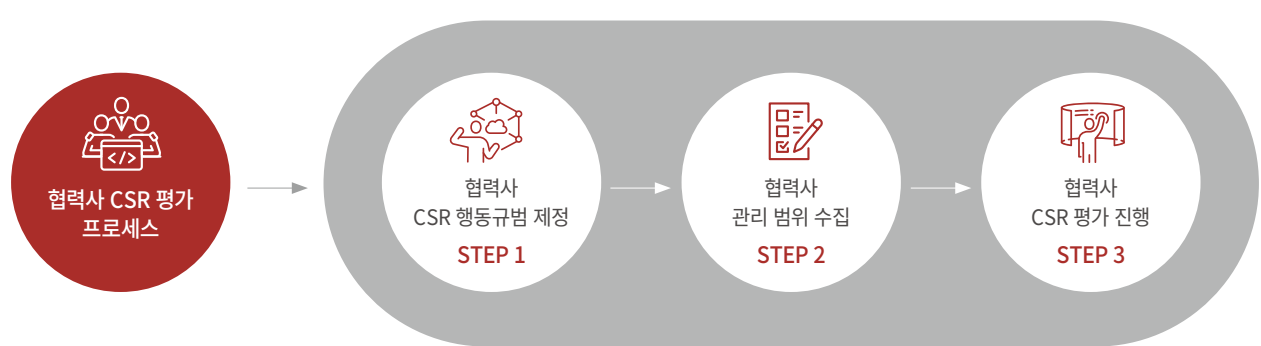 협력사 CSR 평가
프로세스
협력사
CSR 행동규범 제정
STEP 1
협력사
관리 범위 수집
STEP 2
협력사
CSR 평가 진행
STEP 3